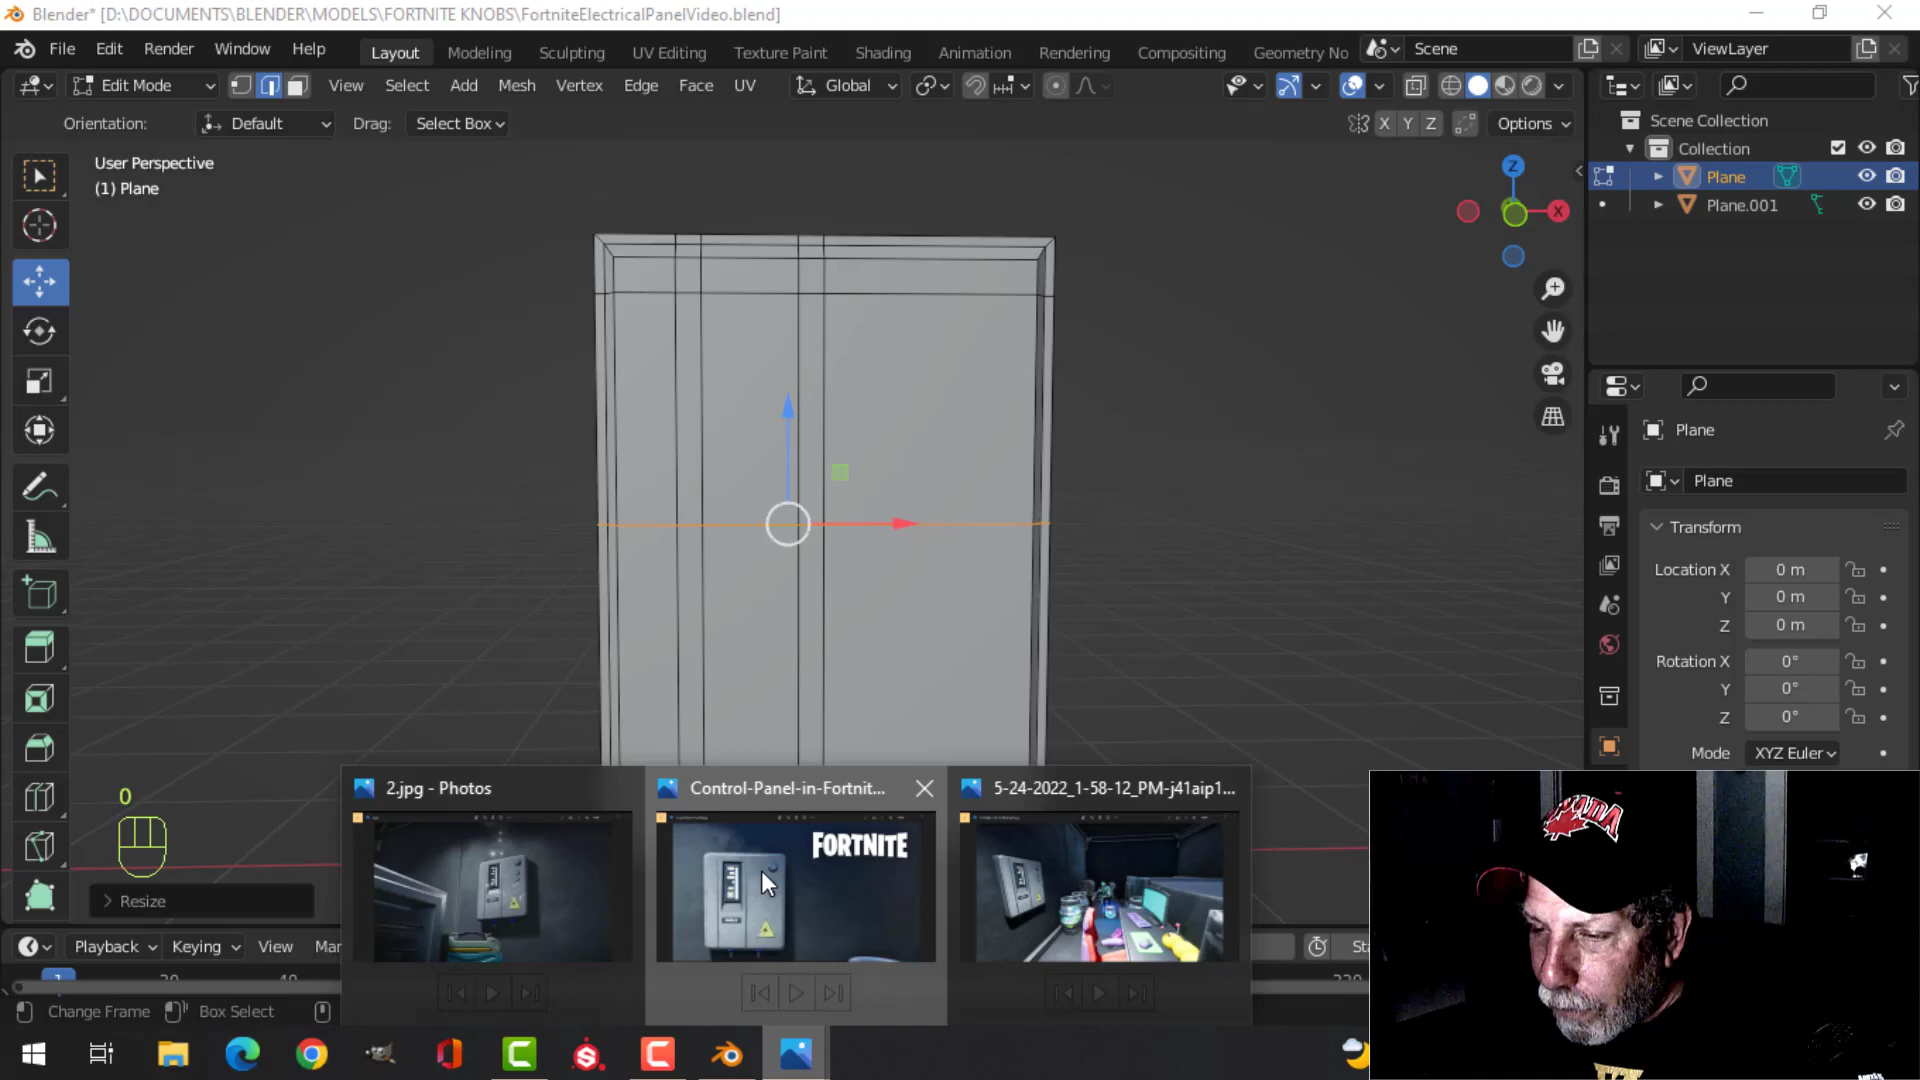 Blender* [D:\DOCUMENTS\BLENDER\MODELS\FORTNITE KNOBS\FortniteElectricalPanelVideo.blend]
File Edit Render Window Help Layout Modeling Sculpting UV Editing Texture Paint Shading Animation Rendering Compositing Geometry No Scene ViewLayer
Edit Mode View Select Add Mesh Vertex Edge Face UV Global
Orientation: Default Drag: Select Box X Y Z Options
Scene Collection
Collection
Plane
Plane.001
User Perspective
(1) Plane
Z
X
Plane
Plane
Transform
Location X 0 m
Y 0 m
Z 0 m
Rotation X 0°
Y 0°
Z 0°
Mode XYZ Euler
0
Resize
2.jpg - Photos
Control-Panel-in-Fortnit...
5-24-2022_1-58-12_PM-j41aip1...
FORTNITE
Playback Keying View Mar
Sta
Change Frame Box Select